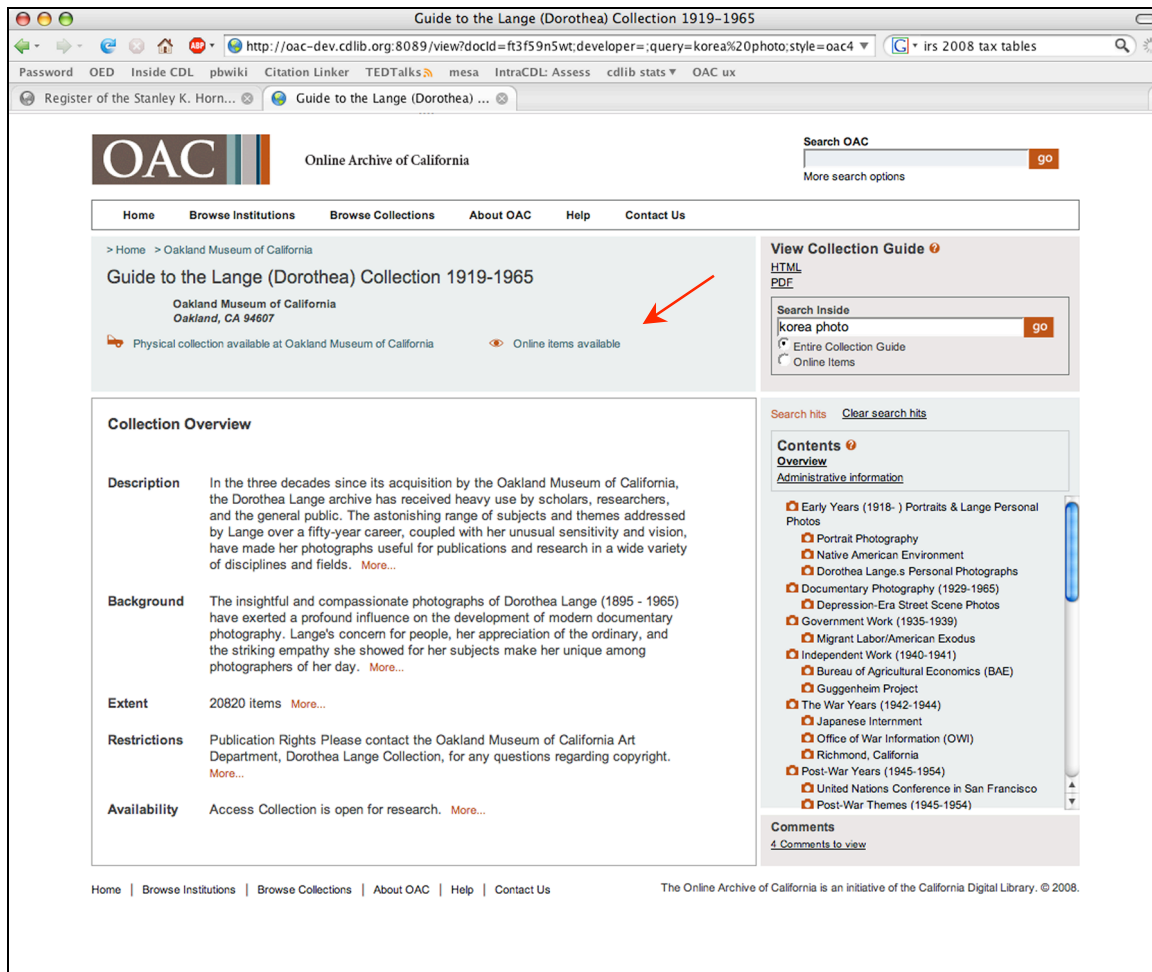 Guide to the Lange (Dorothea) Collection 1919-1965
http://oac-dev.cdlib.org:8089/view?docId=ft3f59n5wt;developer=;query=korea%20photo;style=oac4
G irs 2008 tax tables
ABP
Password OED Inside CDL pbwiki Citation Linker TEDTalks mesa IntraCDL: Assess cdlib stats OAC ux
Register of the Stanley K. Horn... Guide to the Lange (Dorothea) ...
OAC
Online Archive of California
Search OAC
go
More search options
Home Browse Institutions Browse Collections About OAC Help Contact Us
> Home > Oakland Museum of California
Guide to the Lange (Dorothea) Collection 1919-1965
Oakland Museum of California
Oakland, CA 94607
Physical collection available at Oakland Museum of California Online items available
View Collection Guide ?
HTML
PDF
Search Inside
korea photo go
Entire Collection Guide
Online Items
Collection Overview
Description In the three decades since its acquisition by the Oakland Museum of California,
the Dorothea Lange archive has received heavy use by scholars, researchers,
and the general public. The astonishing range of subjects and themes addressed
by Lange over a fifty-year career, coupled with her unusual sensitivity and vision,
have made her photographs useful for publications and research in a wide variety
of disciplines and fields. More...
Background The insightful and compassionate photographs of Dorothea Lange (1895 - 1965)
have exerted a profound influence on the development of modern documentary
photography. Lange's concern for people, her appreciation of the ordinary, and
the striking empathy she showed for her subjects make her unique among
photographers of her day. More...
Extent 20820 items More...
Restrictions Publication Rights Please contact the Oakland Museum of California Art
Department, Dorothea Lange Collection, for any questions regarding copyright.
More...
Availability Access Collection is open for research. More...
Search hits Clear search hits
Contents ?
Overview
Administrative information
Early Years (1918- ) Portraits & Lange Personal
Photos
Portrait Photography
Native American Environment
Dorothea Lange.s Personal Photographs
Documentary Photography (1929-1965)
Depression-Era Street Scene Photos
Government Work (1935-1939)
Migrant Labor/American Exodus
Independent Work (1940-1941)
Bureau of Agricultural Economics (BAE)
Guggenheim Project
The War Years (1942-1944)
Japanese Internment
Office of War Information (OWI)
Richmond, California
Post-War Years (1945-1954)
United Nations Conference in San Francisco
Post-War Themes (1945-1954)
Comments
4 Comments to view
Home | Browse Institutions | Browse Collections | About OAC | Help | Contact Us
The Online Archive of California is an initiative of the California Digital Library. © 2008.